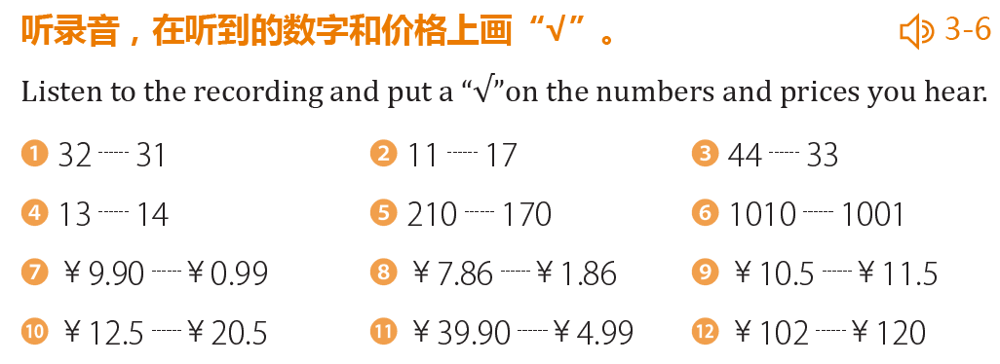 听录音，在听到的数字和价格上画“√”。 3-6
Listen to the recording and put a “√”on the numbers and prices you hear.
1 32 ------ 31 2 11 ------ 17 3 44 ------ 33
4 13 ------ 14 5 210 ------ 170 6 1010 ------ 1001
7 ￥9.90 ------ ￥0.99 8 ￥7.86 ------ ￥1.86 9 ￥10.5 ------ ￥11.5
10 ￥12.5 ------ ￥20.5 11 ￥39.90 ------ ￥4.99 12 ￥102 ------ ￥120